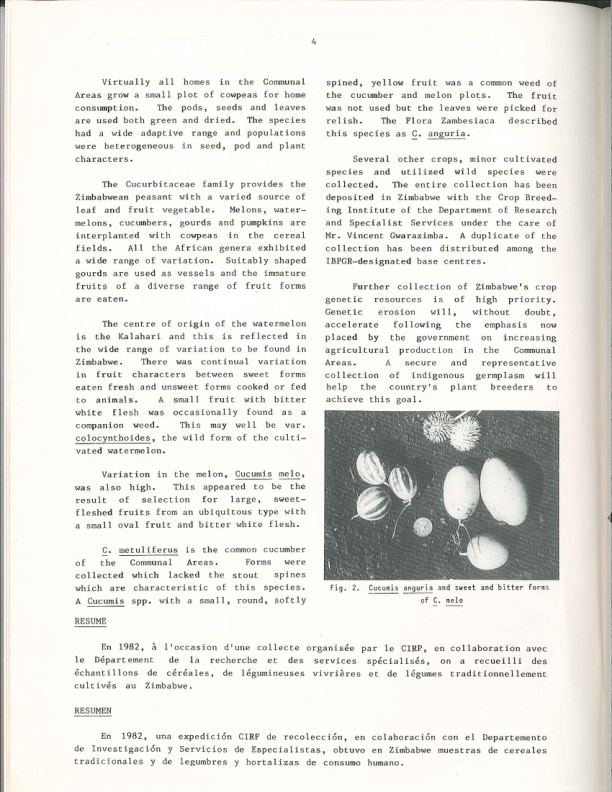 4
Virtually all homes in the Communal
Areas grow a small plot of cowpeas for home
consumption. The pods, seeds and leaves
are used both green and dried. The species
had a wide adaptive range and populations
were heterogeneous in seed, pod and plant
characters.
The Cucurbitaceae family provides the
Zimbabwean peasant with a varied source of
leaf and fruit vegetable. Melons, water-
melons, cucumbers, gourds and pumpkins are
interplanted with cowpeas in the cereal
fields. All the African genera exhibited
a wide range of variation. Suitably shaped
gourds are used as vessels and the immature
fruits of a diverse range of fruit forms
are eaten.
The centre of origin of the watermelon
is the Kalahari and this is reflected in
the wide range of variation to be found in
Zimbabwe. There was continual variation
in fruit characters between sweet forms
eaten fresh and unsweet forms cooked or fed
to animals. A small fruit with bitter
white flesh was occasionally found as a
companion weed. This may well be var.
colocynthoides, the wild form of the culti-
vated watermelon.
Variation in the melon, Cucumis melo,
was also high. This appeared to be the
result of selection for large, sweet-
fleshed fruits from an ubiquitous type with
a small oval fruit and bitter white flesh.
C. metuliferus is the common cucumber
of the Communal Areas. Forms were
collected which lacked the stout spines
which are characteristic of this species.
A Cucumis spp. with a small, round, softly
spined, yellow fruit was a common weed of
the cucumber and melon plots. The fruit
was not used but the leaves were picked for
relish. The Flora Zambesiaca described
this species as C. anguria.
Several other crops, minor cultivated
species and utilized wild species were
collected. The entire collection has been
deposited in Zimbabwe with the Crop Breed-
ing Institute of the Department of Research
and Specialist Services under the care of
Mr. Vincent Gwarazimba. A duplicate of the
collection has been distributed among the
IBPGR-designated base centres.
Further collection of Zimbabwe's crop
genetic resources is of high priority.
Genetic erosion will, without doubt,
accelerate following the emphasis now
placed by the government on increasing
agricultural production in the Communal
Areas. A secure and representative
collection of indigenous germplasm will
help the country's plant breeders to
achieve this goal.
Fig. 2. Cucumis anguria and sweet and bitter forms
of C. melo
RESUME
En 1982, à l'occasion d'une collecte organisée par le CIRP, en collaboration avec
le Département de la recherche et des services spécialisés, on a recueilli des
échantillons de céréales, de légumineuses vivrières et de légumes traditionnellement
cultivés au Zimbabwe.
RESUMEN
En 1982, una expedición CIRF de recolección, en colaboración con el Departemento
de Investigación y Servicios de Especialistas, obtuvo en Zimbabwe muestras de cereales
tradicionales y de legumbres y hortalizas de consumo humano.